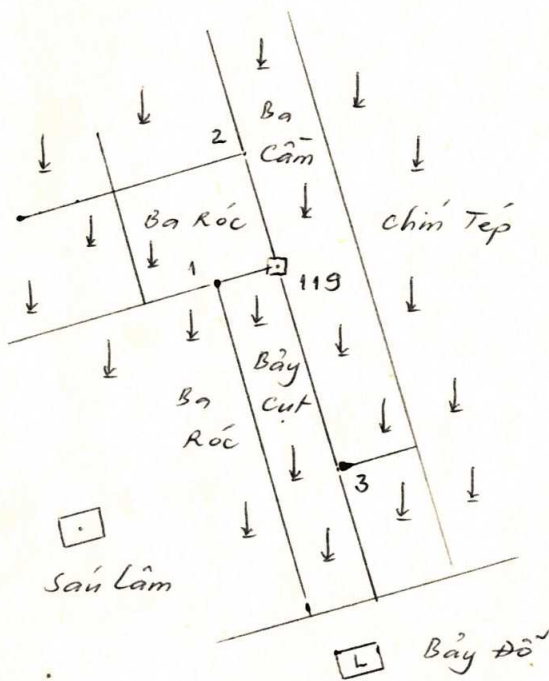 Ba
Cẩm
2
Ba Róc
Chín Tép
1
119
Bảy
Cụt
Ba
Róc
3
Sáu Lâm
L
Bảy Đỗ